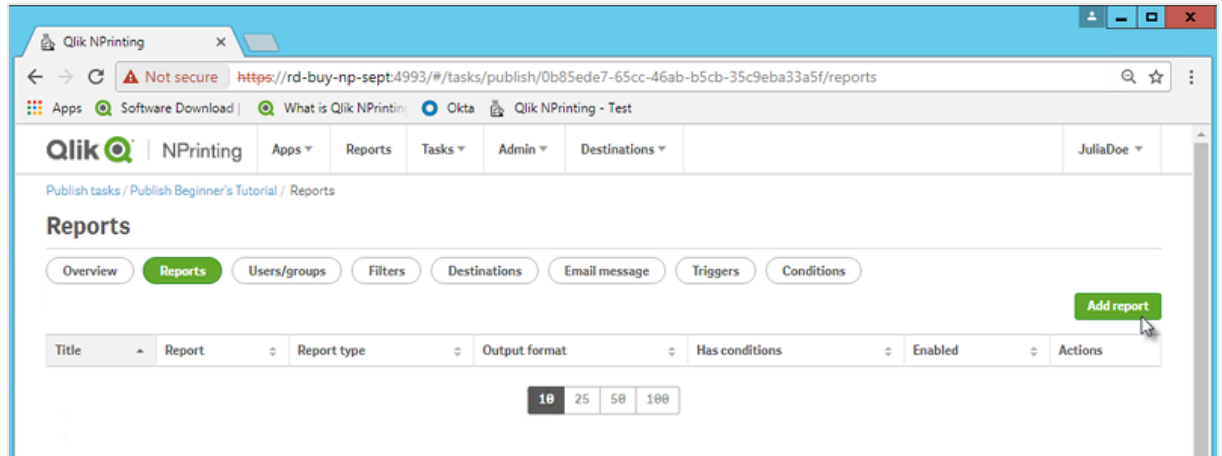 Qlik NPrinting
Not secure https://rd-buy-np-sept:4993/#/tasks/publish/0b85ede7-65cc-46ab-b5cb-35c9eba33a5f/reports
Apps Software Download | What is Qlik NPrinting Okta Qlik NPrinting - Test
Qlik NPrinting Apps Reports Tasks Admin Destinations JuliaDoe
Publish tasks / Publish Beginner's Tutorial / Reports
Reports
Overview Reports Users/groups Filters Destinations Email message Triggers Conditions
Add report
Title Report Report type Output format Has conditions Enabled Actions
10 25 50 100